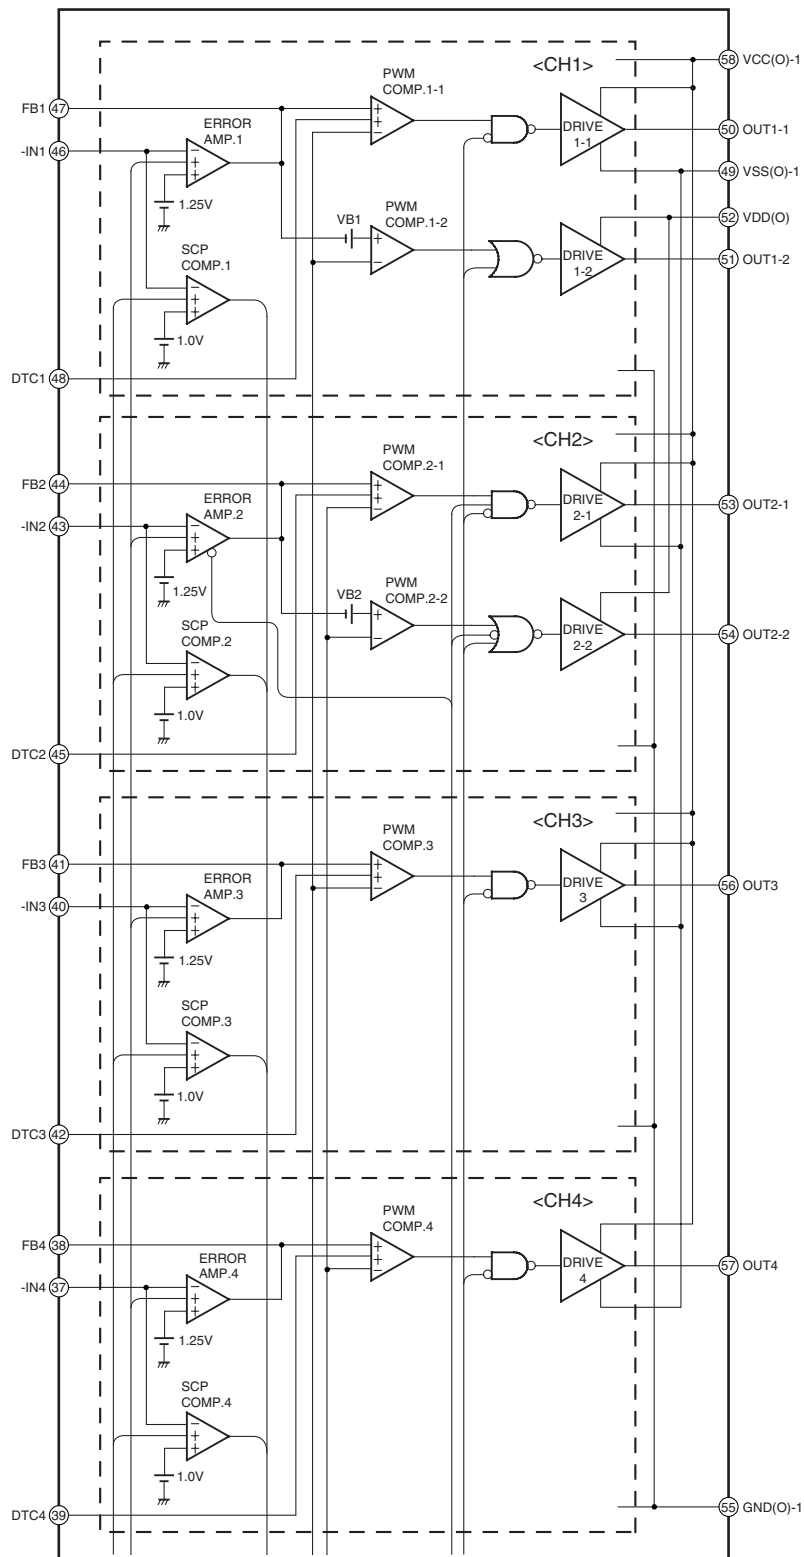 <CH1>
58 VCC(O)-1
PWM
COMP.1-1
FB1 47
+
+
−
ERROR
AMP.1
DRIVE
1-1
50 OUT1-1
-IN1 46
−
+
+
49 VSS(O)-1
1.25V
52 VDD(O)
VB1
PWM
COMP.1-2
+
−
DRIVE
1-2
51 OUT1-2
SCP
COMP.1
−
+
+
1.0V
DTC1 48
<CH2>
PWM
COMP.2-1
FB2 44
+
+
−
ERROR
AMP.2
DRIVE
2-1
53 OUT2-1
-IN2 43
−
+
+
1.25V
VB2
PWM
COMP.2-2
+
−
DRIVE
2-2
54 OUT2-2
SCP
COMP.2
−
+
+
1.0V
DTC2 45
<CH3>
PWM
COMP.3
FB3 41
+
+
−
ERROR
AMP.3
DRIVE
3
56 OUT3
-IN3 40
−
+
+
1.25V
SCP
COMP.3
−
+
+
1.0V
DTC3 42
<CH4>
PWM
COMP.4
FB4 38
+
+
−
ERROR
AMP.4
DRIVE
4
57 OUT4
-IN4 37
−
+
+
1.25V
SCP
COMP.4
−
+
+
1.0V
DTC4 39
55 GND(O)-1